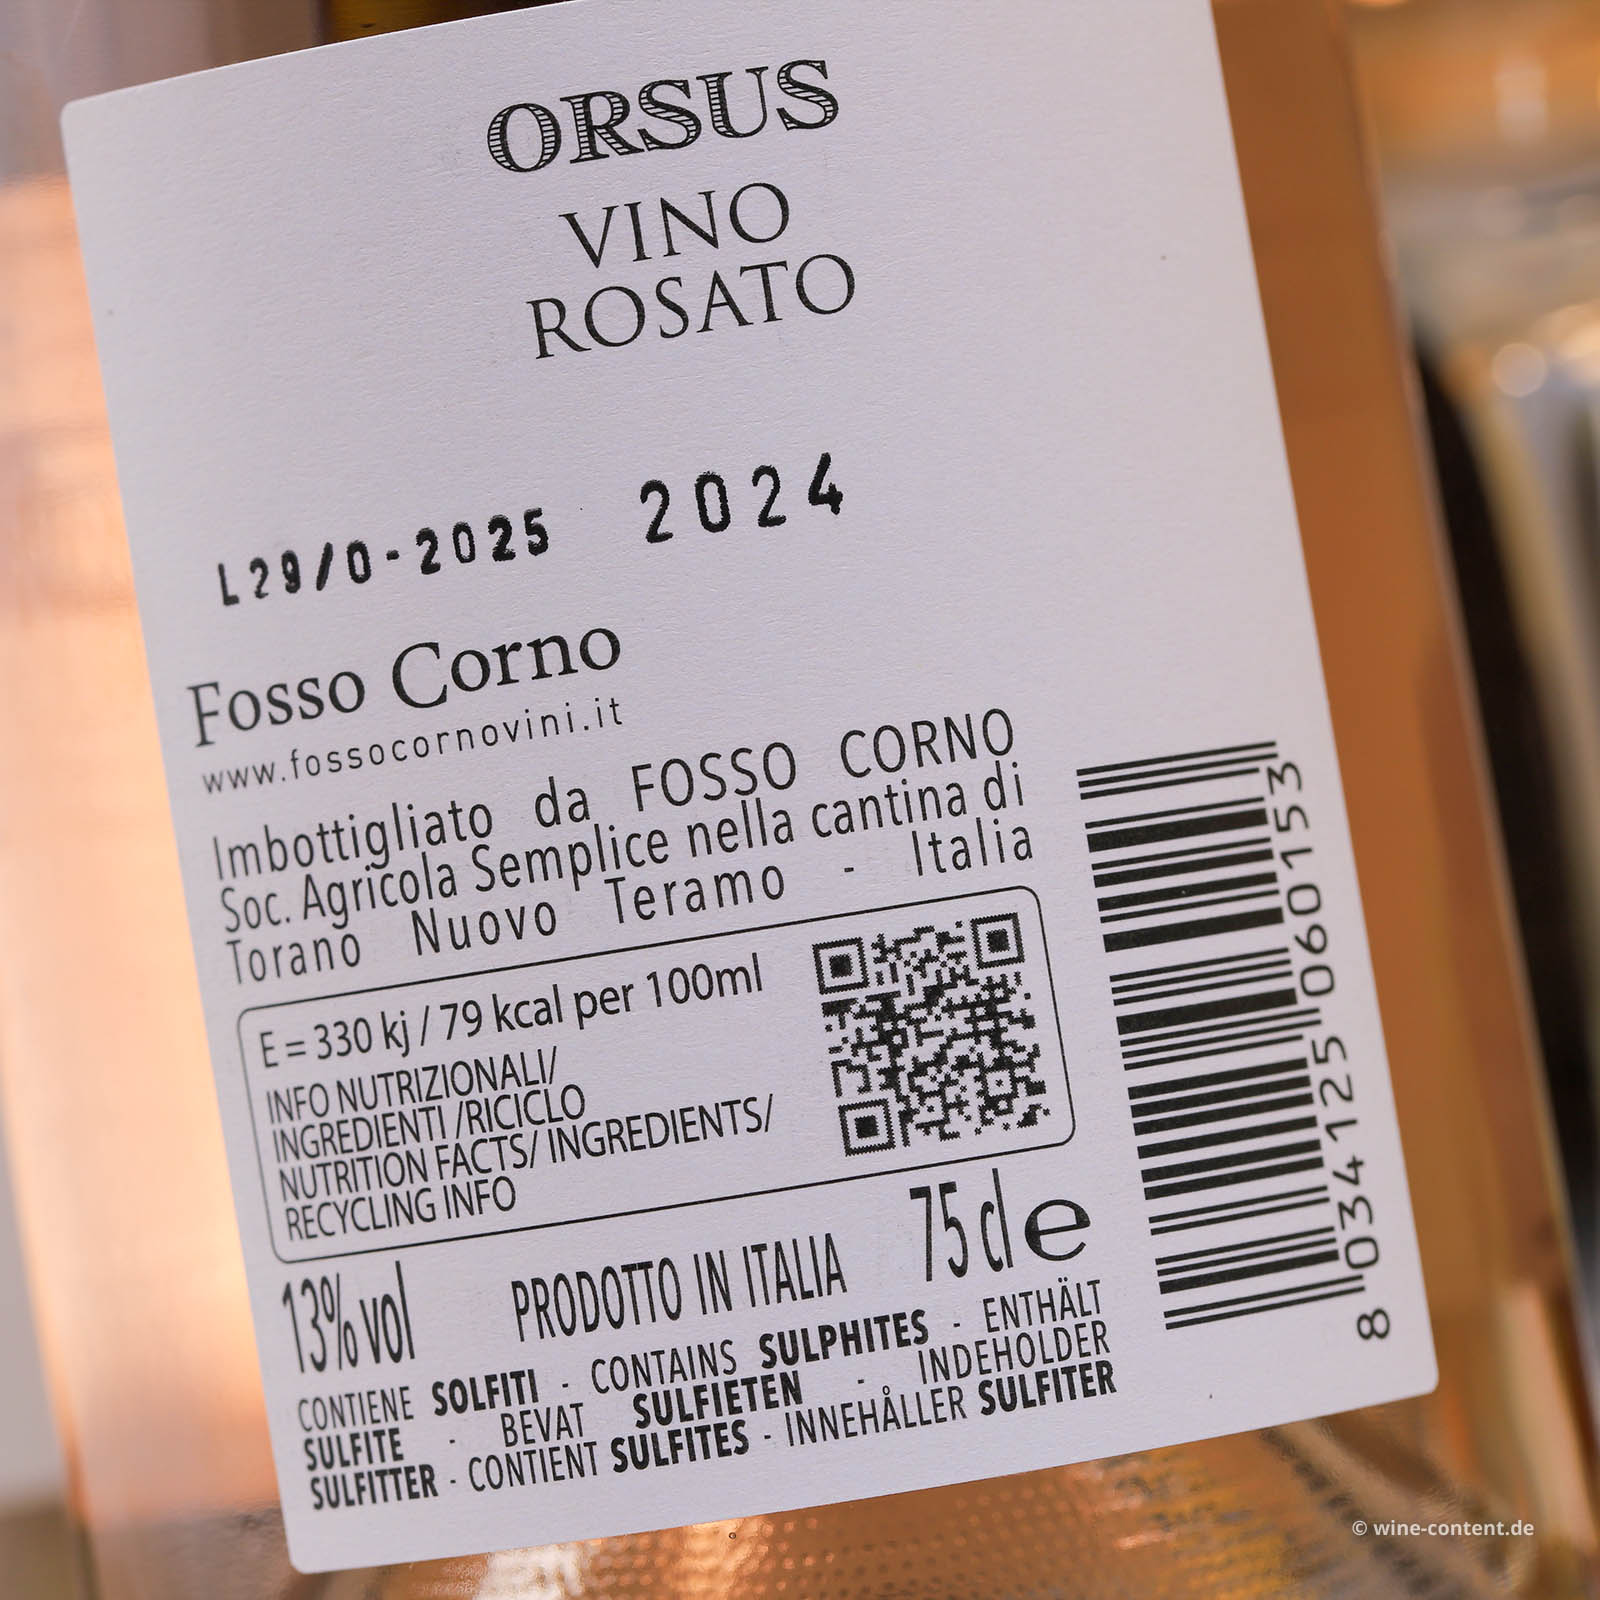 ORSUS
VINO
ROSATO
L29/0-2025 2024
Fosso Corno
www.fossocornovini.it
Imbottigliato da FOSSO CORNO
Soc. Agricola Semplice nella cantina di
Torano Nuovo Teramo - Italia
E = 330 kj / 79 kcal per 100ml
INFO NUTRIZIONALI/
INGREDIENTI /RICICLO
NUTRITION FACTS/ INGREDIENTS/
RECYCLING INFO
13% vol PRODOTTO IN ITALIA 75 cl e
CONTIENE SOLFITI - CONTAINS SULPHITES - ENTHÄLT
SULFITE - BEVAT SULFIETEN - INDEHOLDER
SULFITTER - CONTIENT SULFITES - INNEHÅLLER SULFITER
8 034125 060153
© wine-content.de